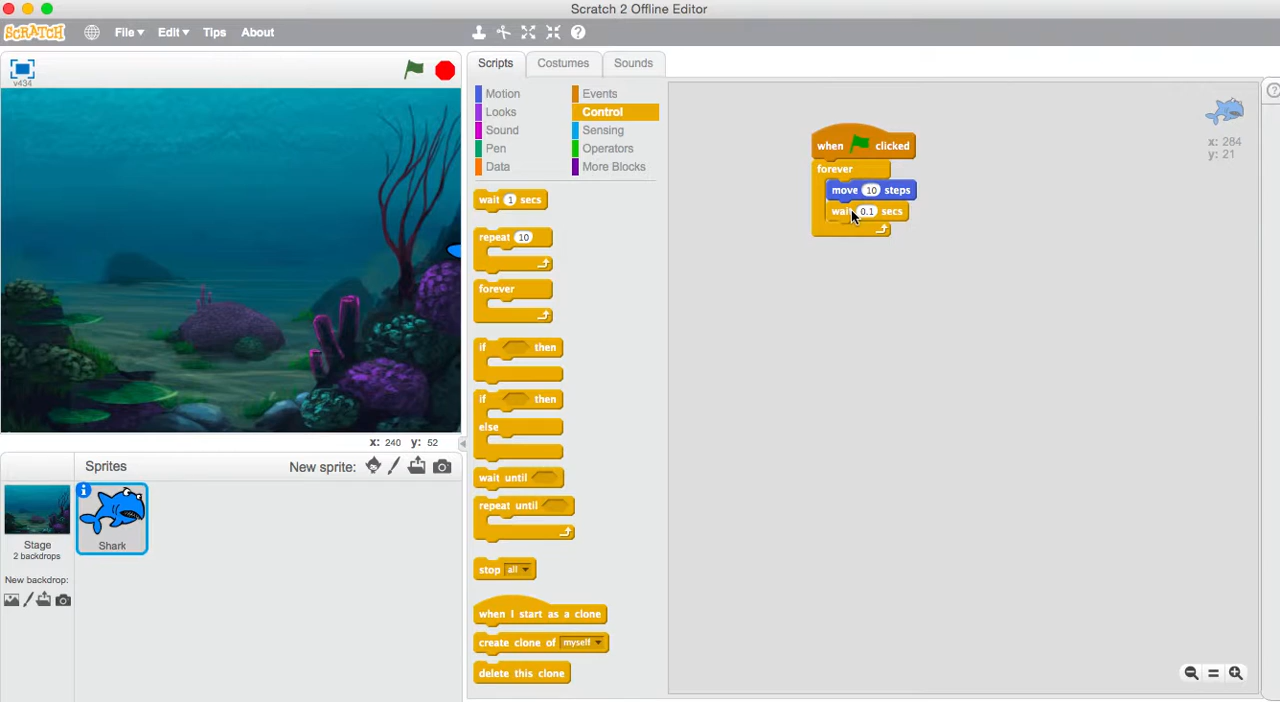 Scratch 2 Offline Editor
SCRATCH File Edit Tips About
v434
Scripts Costumes Sounds
Motion Events
Looks Control
Sound Sensing
Pen Operators
Data More Blocks
wait 1 secs
repeat 10
forever
if then
if then
else
wait until
repeat until
stop all
when I start as a clone
create clone of myself
delete this clone
when clicked
forever
move 10 steps
wait 0.1 secs
x: 284
y: 21
x: 240 y: 52
Sprites New sprite:
Stage
2 backdrops
New backdrop:
Shark